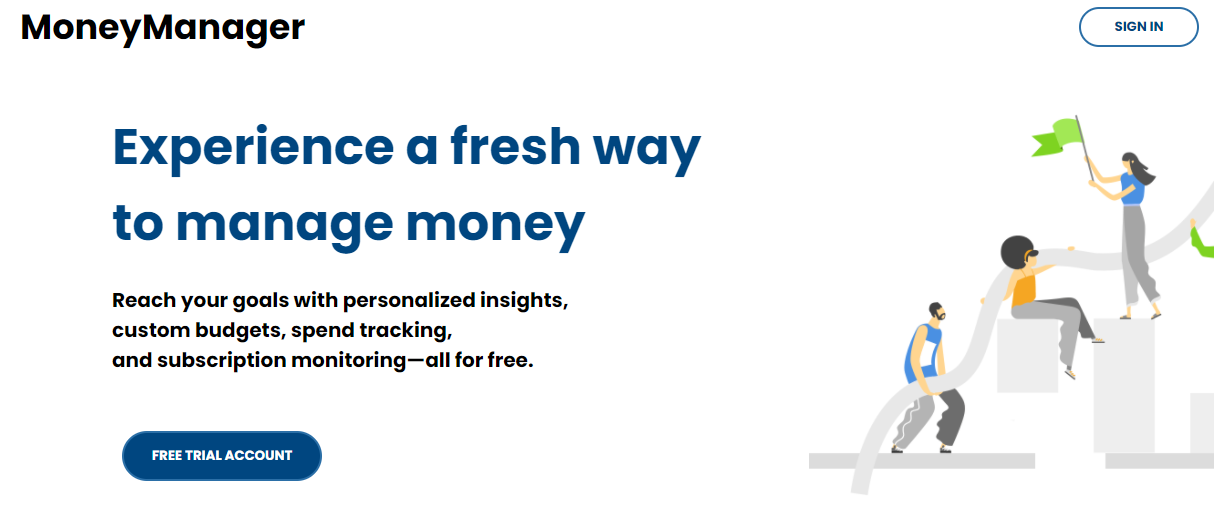 MoneyManager
SIGN IN
Experience a fresh way
to manage money
Reach your goals with personalized insights,
custom budgets, spend tracking,
and subscription monitoring—all for free.
FREE TRIAL ACCOUNT